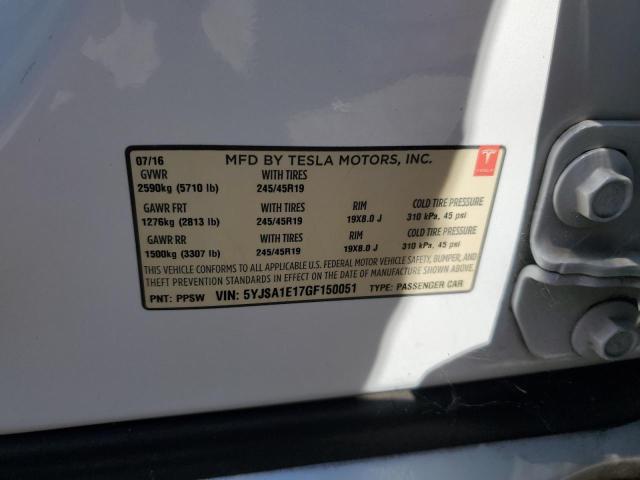 07/16 MFD BY TESLA MOTORS, INC.
GVWR WITH TIRES
2590kg (5710 lb) 245/45R19
GAWR FRT WITH TIRES RIM COLD TIRE PRESSURE
1276kg (2813 lb) 245/45R19 19X8.0 J 310 kPa, 45 psi
GAWR RR WITH TIRES RIM COLD TIRE PRESSURE
1500kg (3307 lb) 245/45R19 19X8.0 J 310 kPa, 45 psi
THIS VEHICLE CONFORMS TO ALL APPLICABLE U.S. FEDERAL MOTOR VEHICLE SAFETY, BUMPER, AND
THEFT PREVENTION STANDARDS IN EFFECT ON THE DATE OF MANUFACTURE SHOWN ABOVE.
PNT: PPSW VIN: 5YJSA1E17GF150051 TYPE: PASSENGER CAR
TESLA